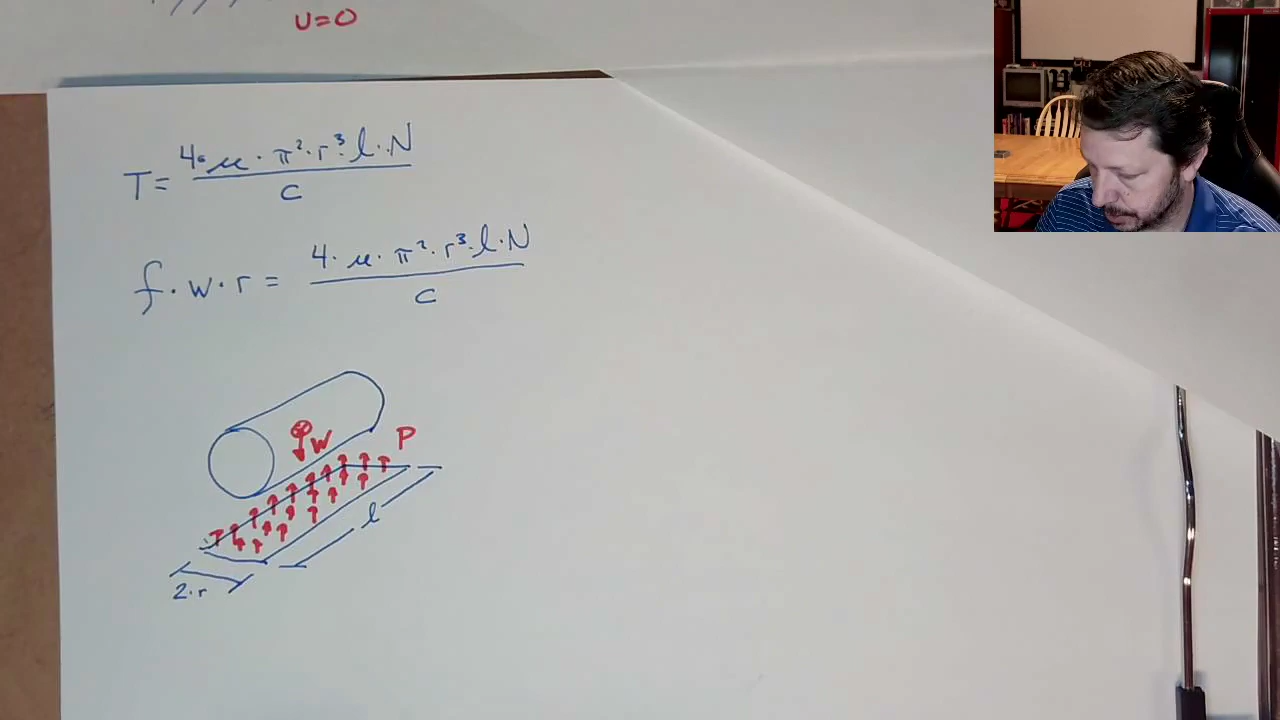 U=0
T= 4·μ·π²·r³·l·N / c
f·w·r = 4·μ·π²·r³·l·N / c
W
P
l
2·r